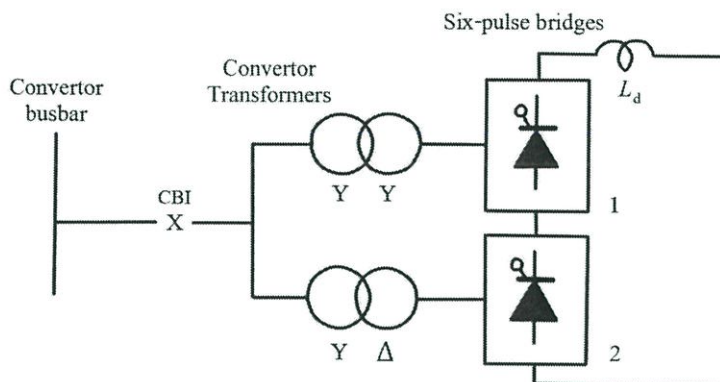 Six-pulse bridges
Convertor
Transformers
Convertor
busbar
L_d
CBI
X
Y Y
1
Y Δ
2